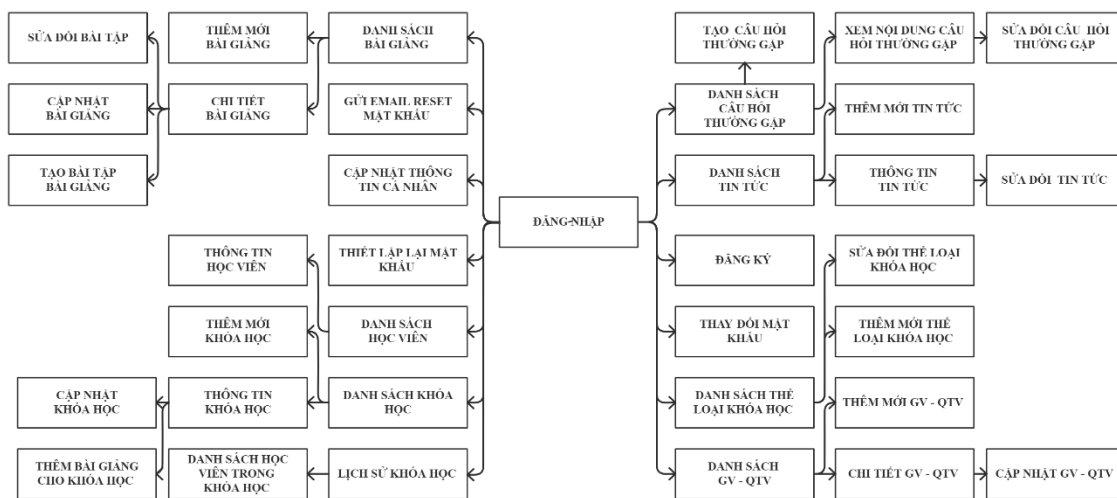 SỬA ĐỔI BÀI TẬP
THÊM MỚI
BÀI GIẢNG
DANH SÁCH
BÀI GIẢNG
CẬP NHẬT
BÀI GIẢNG
CHI TIẾT
BÀI GIẢNG
GỬI EMAIL RESET
MẬT KHẨU
TẠO BÀI TẬP
BÀI GIẢNG
CẬP NHẬT THÔNG
TIN CÁ NHÂN
THÔNG TIN
HỌC VIÊN
THIẾT LẬP LẠI MẬT
KHẨU
THÊM MỚI
KHÓA HỌC
DANH SÁCH
HỌC VIÊN
CẬP NHẬT
KHÓA HỌC
THÔNG TIN
KHÓA HỌC
DANH SÁCH KHÓA
HỌC
THÊM BÀI GIẢNG
CHO KHÓA HỌC
DANH SÁCH HỌC
VIÊN TRONG
KHÓA HỌC
LỊCH SỬ KHÓA HỌC
ĐĂNG NHẬP
TẠO CÂU HỎI
THƯỜNG GẶP
XEM NỘI DUNG CÂU
HỎI THƯỜNG GẶP
SỬA ĐỔI CÂU HỎI
THƯỜNG GẶP
DANH SÁCH
CÂU HỎI
THƯỜNG GẶP
THÊM MỚI TIN TỨC
DANH SÁCH
TIN TỨC
THÔNG TIN
TIN TỨC
SỬA ĐỔI TIN TỨC
ĐĂNG KÝ
SỬA ĐỔI THỂ LOẠI
KHÓA HỌC
THAY ĐỔI MẬT
KHẨU
THÊM MỚI THỂ
LOẠI KHÓA HỌC
DANH SÁCH THỂ
LOẠI KHÓA HỌC
THÊM MỚI GV - QTV
DANH SÁCH
GV - QTV
CHI TIẾT GV - QTV
CẬP NHẬT GV - QTV